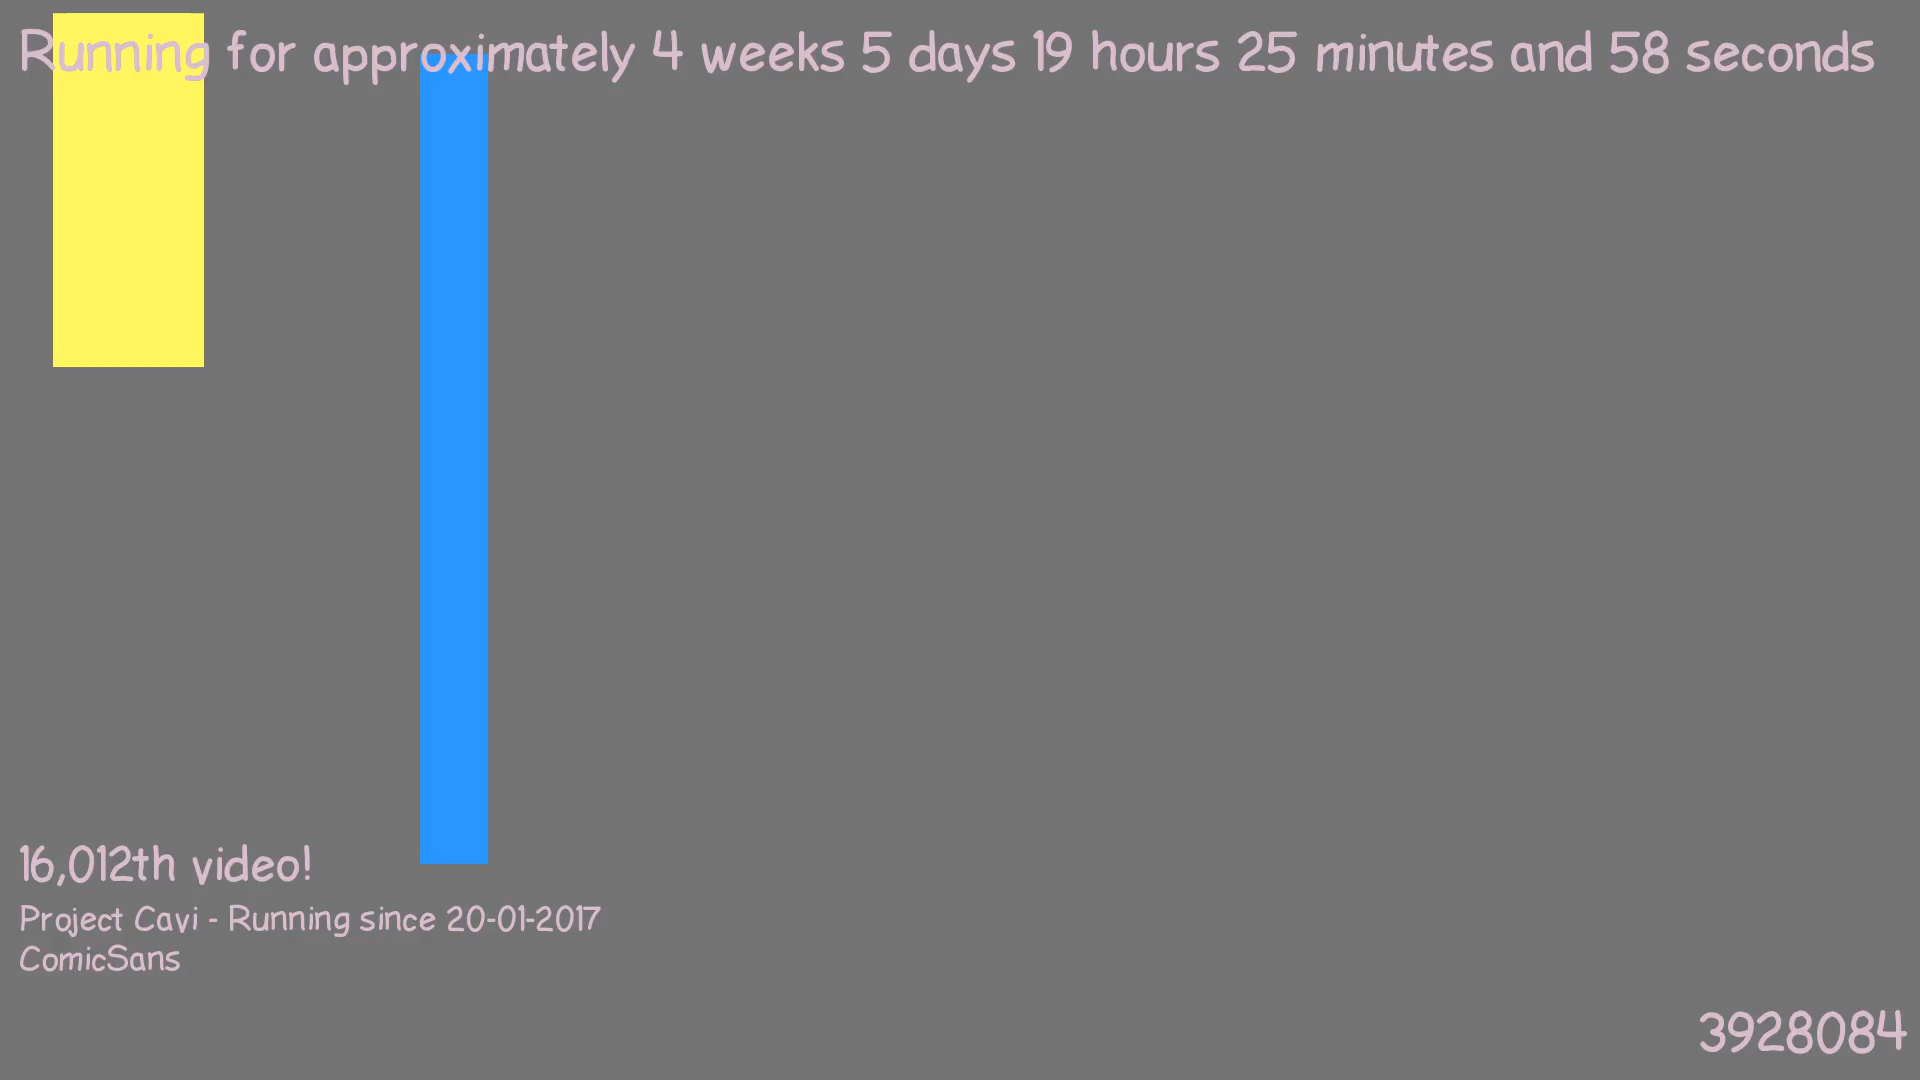 Running for approximately 4 weeks 5 days 19 hours 25 minutes and 58 seconds
16,012th video!
Project Cavi - Running since 20-01-2017
ComicSans
3928084